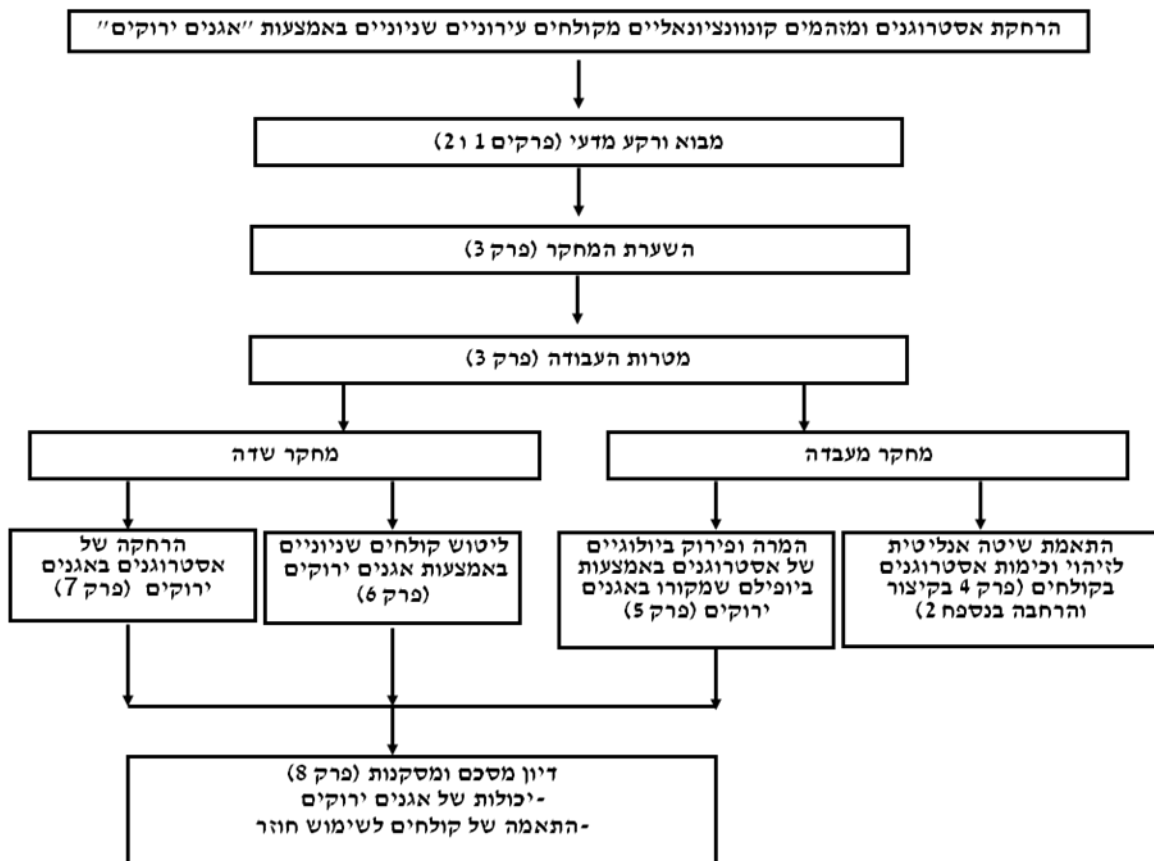 הרחקת אסטרוגנים ומזהמים קונוונציונאליים מקולחים עירוניים שניוניים באמצעות "אגנים ירוקים"
מבוא ורקע מדעי (פרקים 1 ו 2)
השערת המחקר (פרק 3)
מטרות העבודה (פרק 3)
מחקר מעבדה
מחקר שדה
התאמת שיטה אנליטית
לזיהוי וכימות אסטרוגנים
בקולחים (פרק 4 בקיצור
והרחבה בנספח 2)
המרה ופירוק ביולוגיים
של אסטרוגנים באמצעות
ביופילם שמקורו באגנים
ירוקים (פרק 5)
ליטוש קולחים שניוניים
באמצעות אגנים ירוקים
(פרק 6)
הרחקה של
אסטרוגנים באגנים
ירוקים (פרק 7)
דיון מסכם ומסקנות (פרק 8)
-יכולות של אגנים ירוקים
-התאמה של קולחים לשימוש חוזר